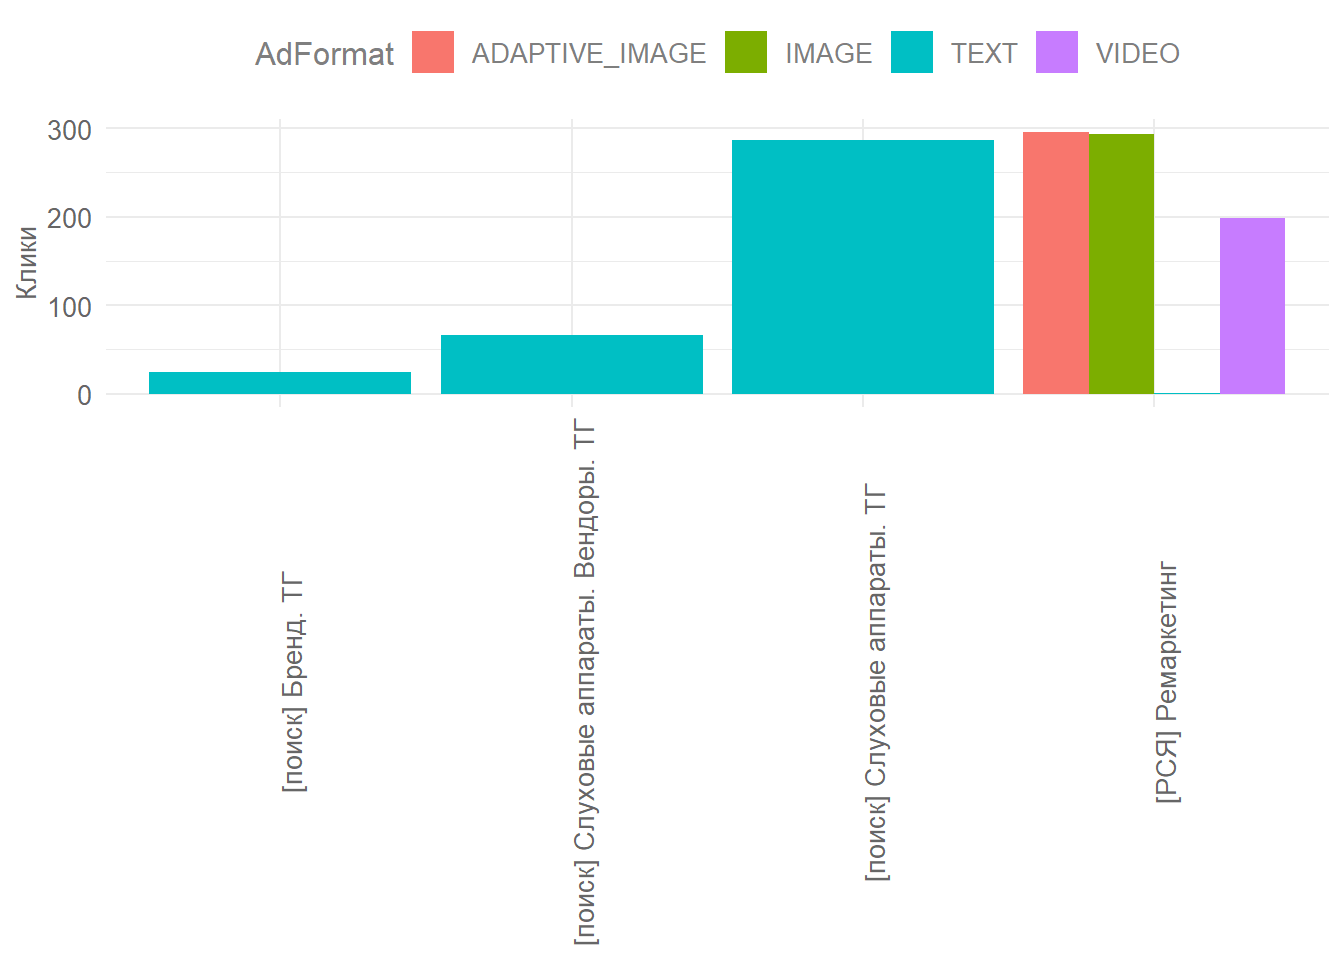 AdFormat ADAPTIVE_IMAGE IMAGE TEXT VIDEO
Клики
300
200
100
0
[поиск] Бренд. ТГ
[поиск] Слуховые аппараты. Вендоры. ТГ
[поиск] Слуховые аппараты. ТГ
[РСЯ] Ремаркетинг